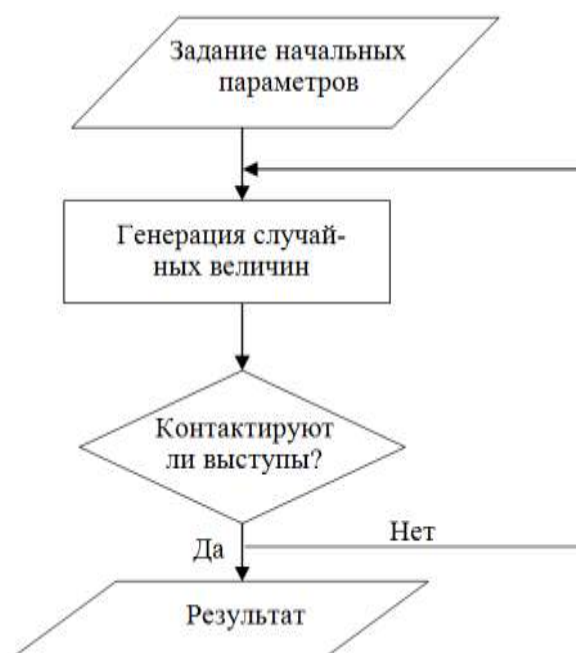 Задание начальных
параметров
Генерация случай-
ных величин
Контактируют
ли выступы?
Нет
Да
Результат